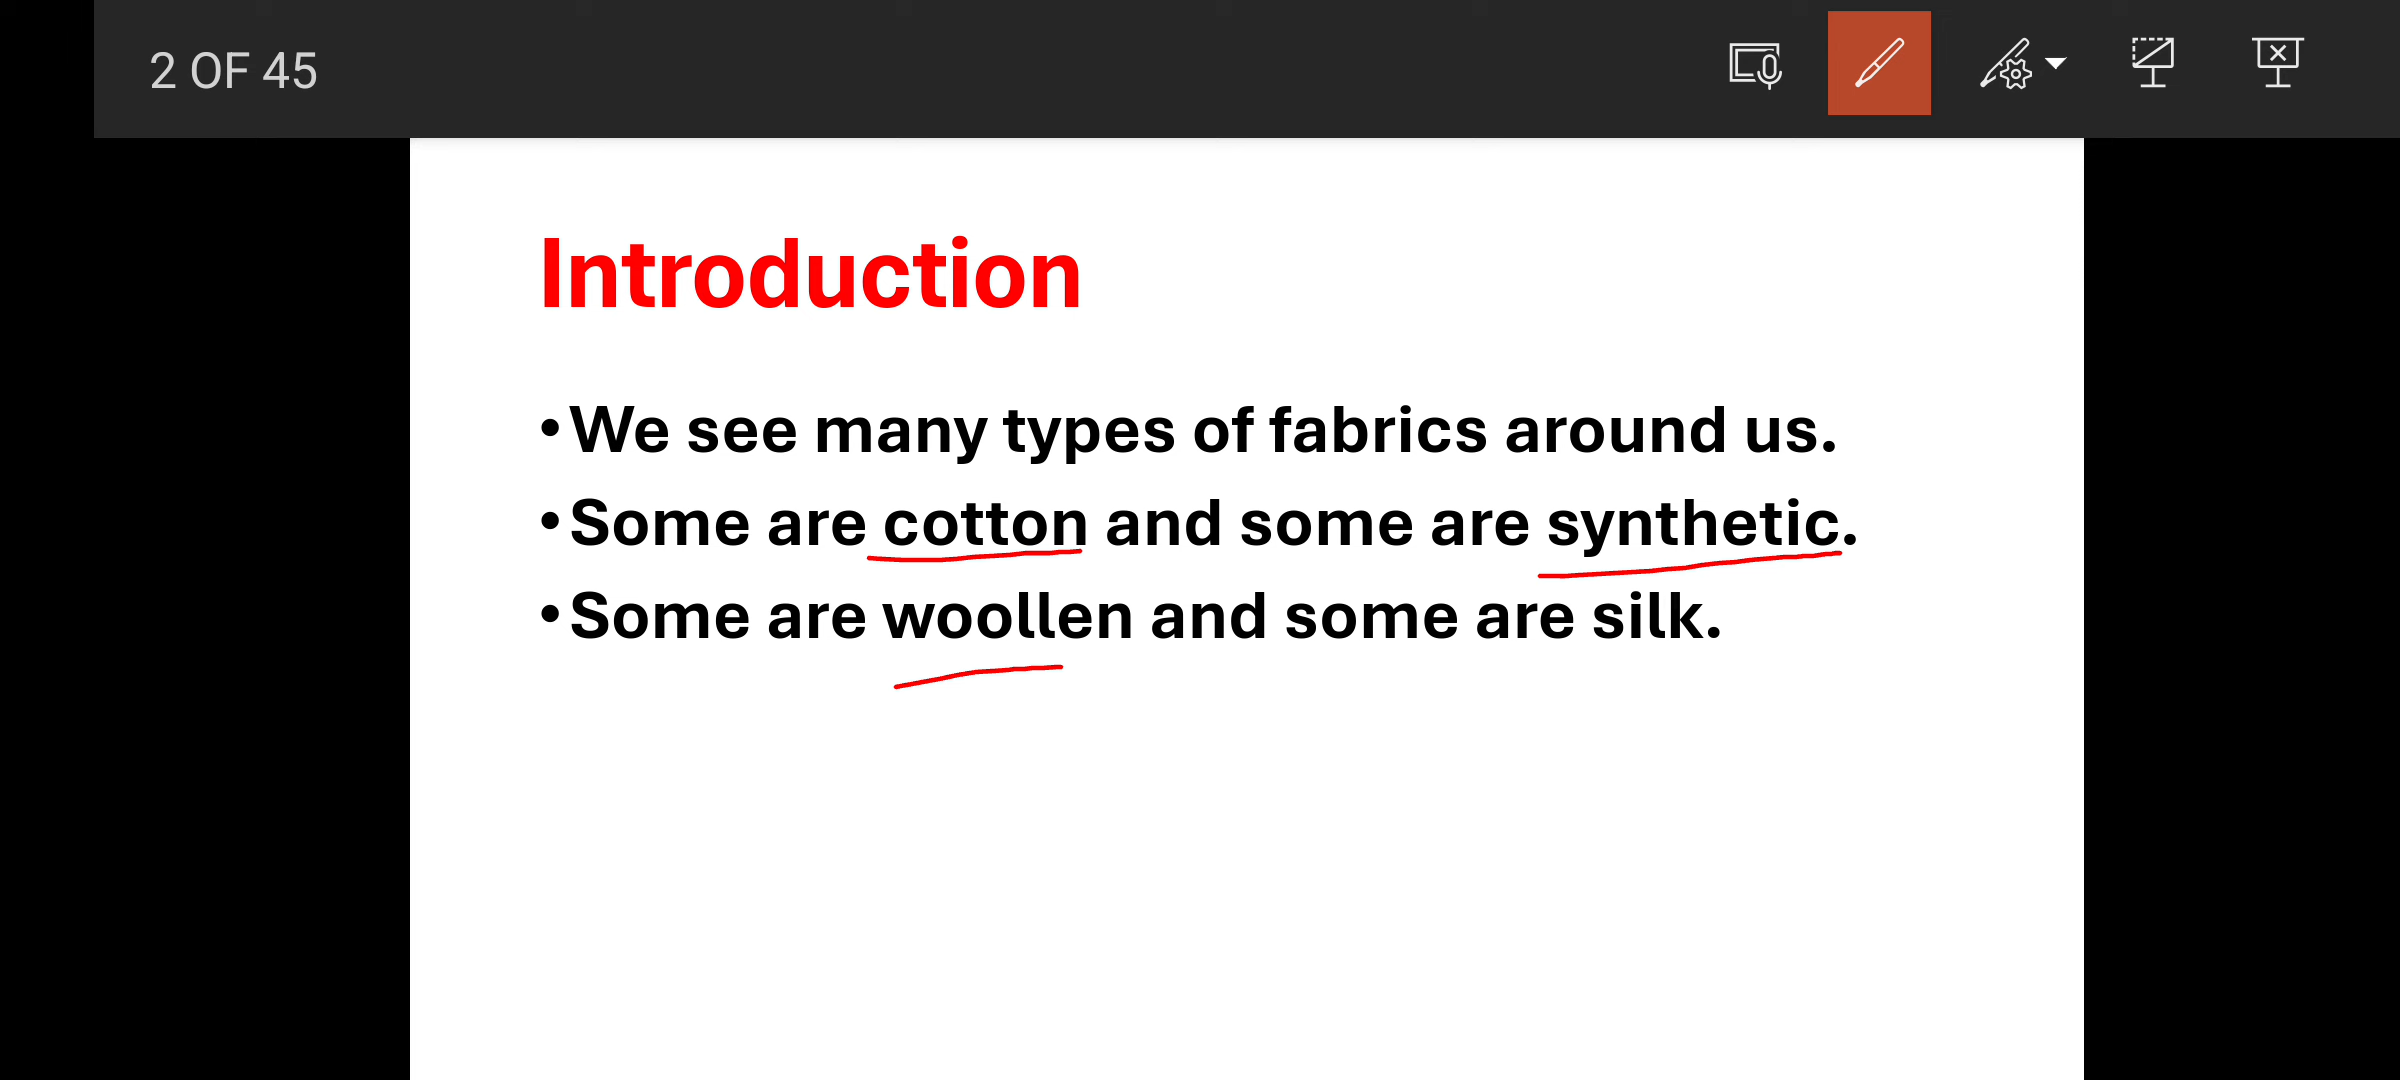 2 OF 45
Introduction
•We see many types of fabrics around us.
•Some are cotton and some are synthetic.
•Some are woollen and some are silk.